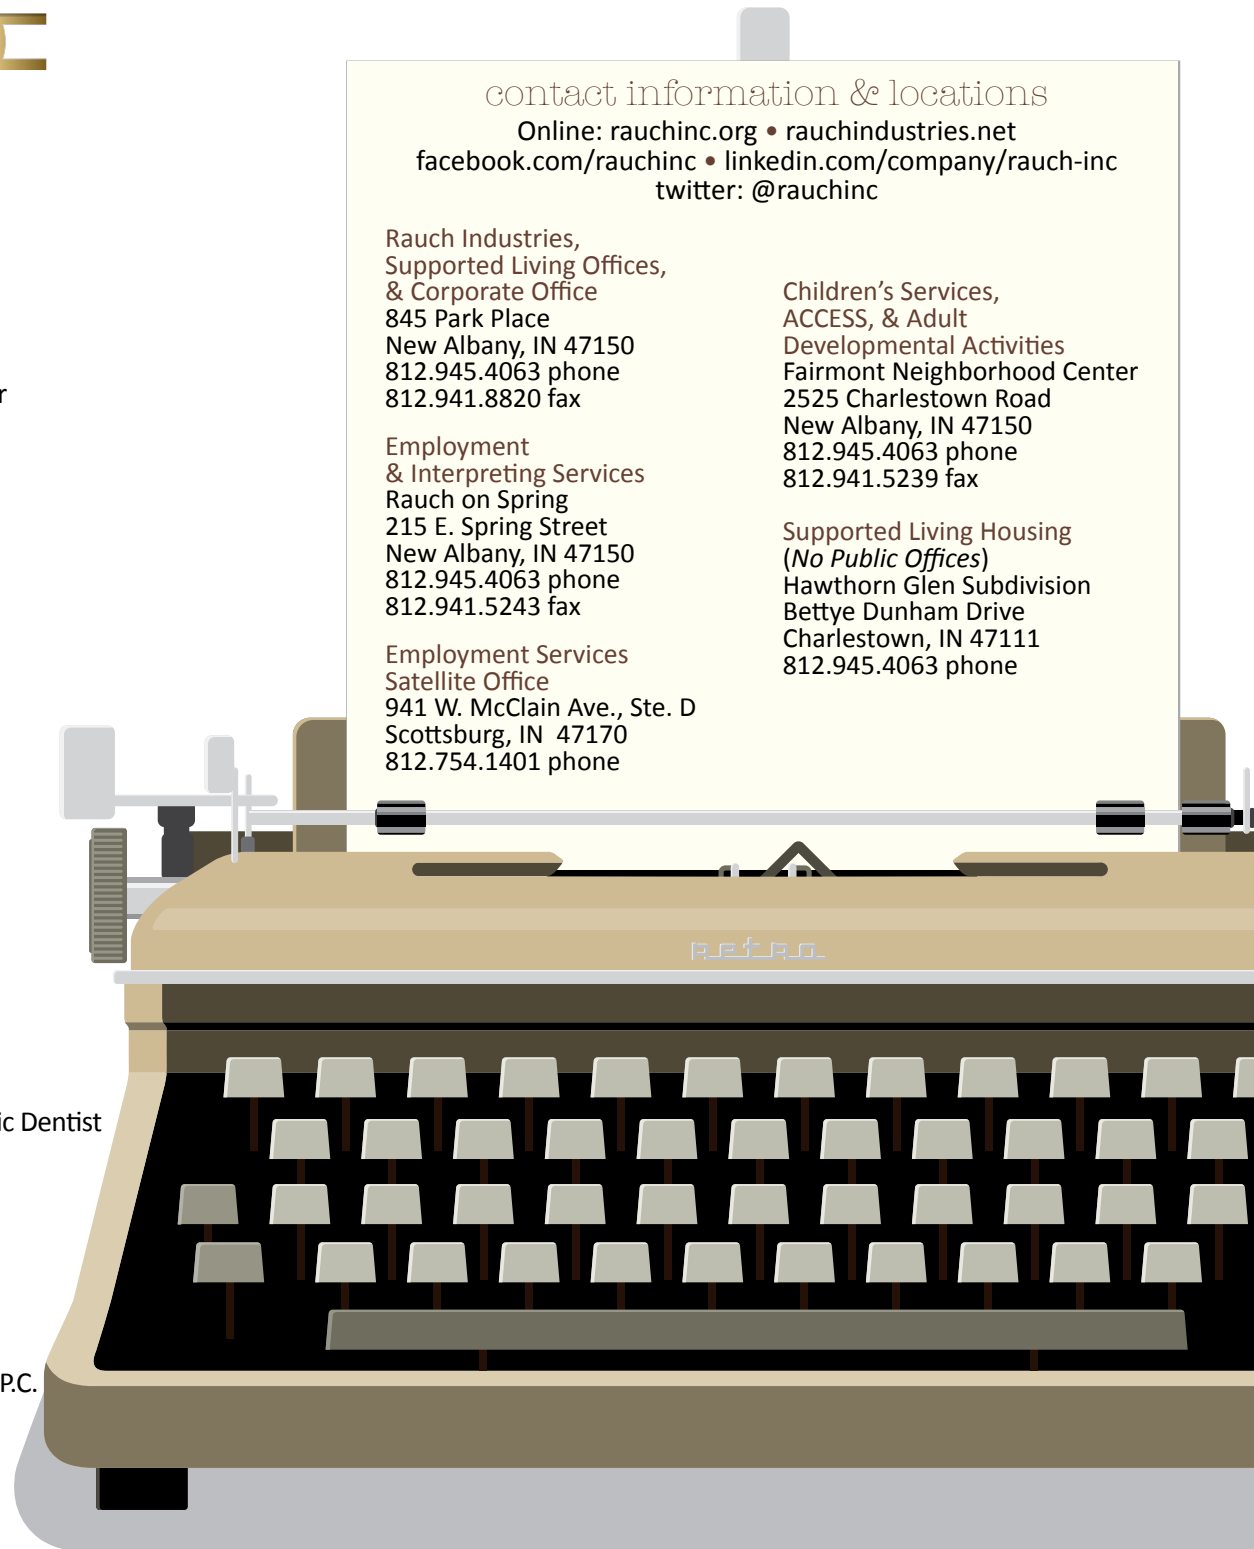 contact information & locations
Online: rauchinc.org • rauchindustries.net
facebook.com/rauchinc • linkedin.com/company/rauch-inc
twitter: @rauchinc
Rauch Industries,
Supported Living Offices,
& Corporate Office
845 Park Place
New Albany, IN 47150
812.945.4063 phone
812.941.8820 fax
Employment
& Interpreting Services
Rauch on Spring
215 E. Spring Street
New Albany, IN 47150
812.945.4063 phone
812.941.5243 fax
Employment Services
Satellite Office
941 W. McClain Ave., Ste. D
Scottsburg, IN 47170
812.754.1401 phone
Children's Services,
ACCESS, & Adult
Developmental Activities
Fairmont Neighborhood Center
2525 Charlestown Road
New Albany, IN 47150
812.945.4063 phone
812.941.5239 fax
Supported Living Housing
(No Public Offices)
Hawthorn Glen Subdivision
Bettye Dunham Drive
Charlestown, IN 47111
812.945.4063 phone
retro
ic Dentist
P.C.